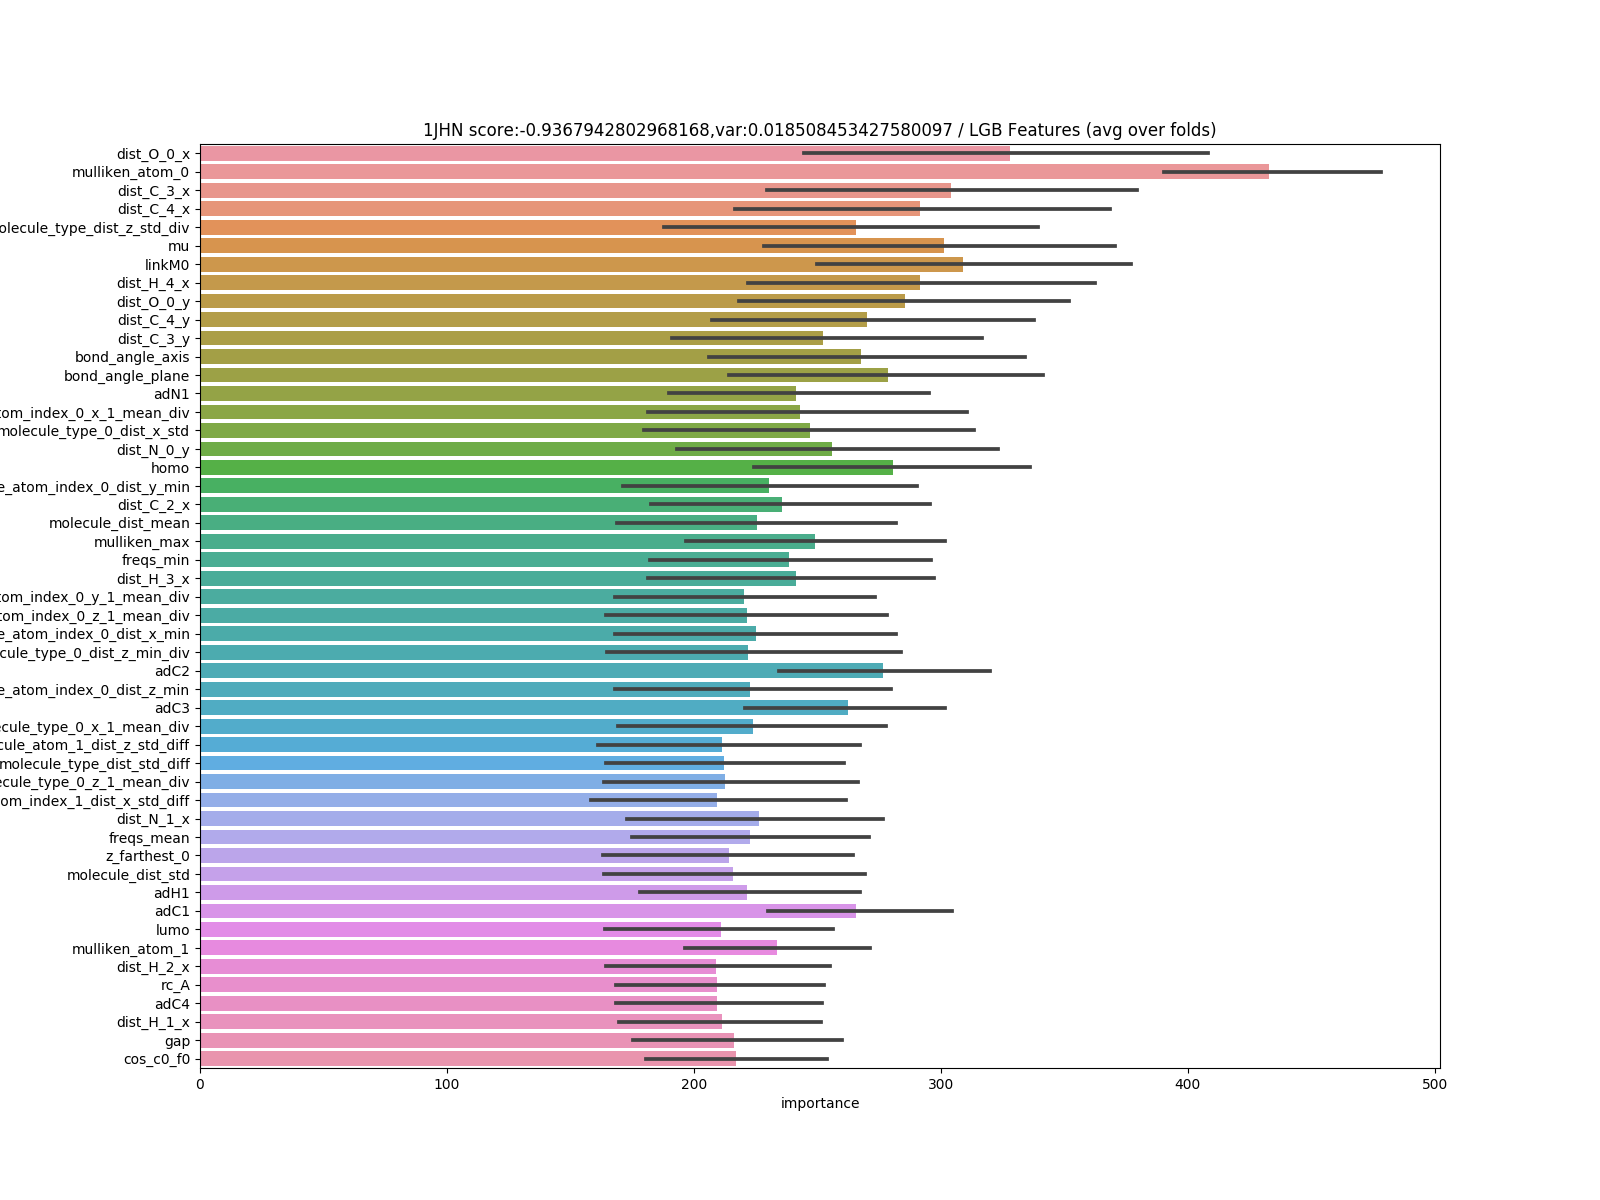 1JHN score:-0.9367942802968168,var:0.018508453427580097 / LGB Features (avg over folds)
dist_O_0_x
mulliken_atom_0
dist_C_3_x
dist_C_4_x
olecule_type_dist_z_std_div
mu
linkM0
dist_H_4_x
dist_O_0_y
dist_C_4_y
dist_C_3_y
bond_angle_axis
bond_angle_plane
adN1
tom_index_0_x_1_mean_div
molecule_type_0_dist_x_std
dist_N_0_y
homo
e_atom_index_0_dist_y_min
dist_C_2_x
molecule_dist_mean
mulliken_max
freqs_min
dist_H_3_x
tom_index_0_y_1_mean_div
tom_index_0_z_1_mean_div
e_atom_index_0_dist_x_min
cule_type_0_dist_z_min_div
adC2
e_atom_index_0_dist_z_min
adC3
ecule_type_0_x_1_mean_div
cule_atom_1_dist_z_std_diff
molecule_type_dist_std_diff
ecule_type_0_z_1_mean_div
om_index_1_dist_x_std_diff
dist_N_1_x
freqs_mean
z_farthest_0
molecule_dist_std
adH1
adC1
lumo
mulliken_atom_1
dist_H_2_x
rc_A
adC4
dist_H_1_x
gap
cos_c0_f0
0 100 200 300 400 500
importance